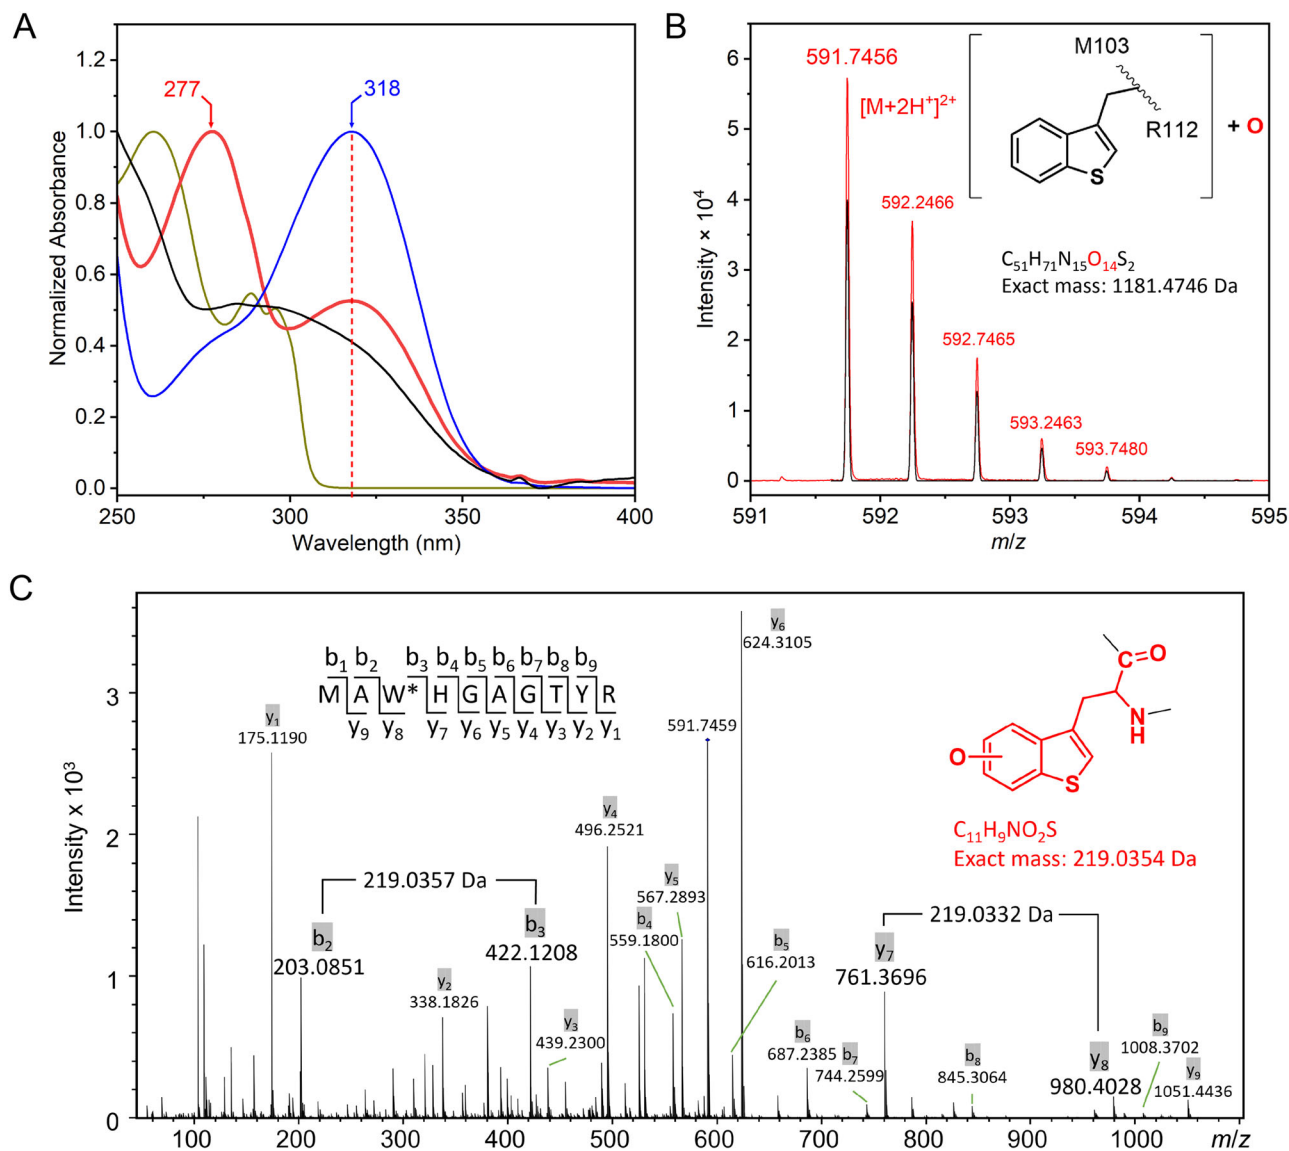 A
Normalized Absorbance
1.2
1.0
0.8
0.6
0.4
0.2
0.0
277
318
250
300
350
400
Wavelength (nm)
B
Intensity × 10⁴
6
5
4
3
2
1
0
591.7456
[M+2H⁺]²⁺
592.2466
592.7465
593.2463
593.7480
M103
R112
S
+ O
C₅₁H₇₁N₁₅O₁₄S₂
Exact mass: 1181.4746 Da
591
592
593
594
595
m/z
C
Intensity x 10³
3
2
1
0
b₁ b₂ b₃ b₄ b₅ b₆ b₇ b₈ b₉
M A W* H G A G T Y R
y₉ y₈ y₇ y₆ y₅ y₄ y₃ y₂ y₁
y₁
175.1190
219.0357 Da
b₂
203.0851
b₃
422.1208
y₂
338.1826
y₃
439.2300
y₄
496.2521
b₄
559.1800
y₅
567.2893
591.7459
y₆
624.3105
b₅
616.2013
b₆
687.2385
b₇
744.2599
y₇
761.3696
219.0332 Da
b₈
845.3064
y₈
980.4028
b₉
1008.3702
y₉
1051.4436
C=O
N
H
O
S
C₁₁H₉NO₂S
Exact mass: 219.0354 Da
100
200
300
400
500
600
700
800
900
1000
m/z